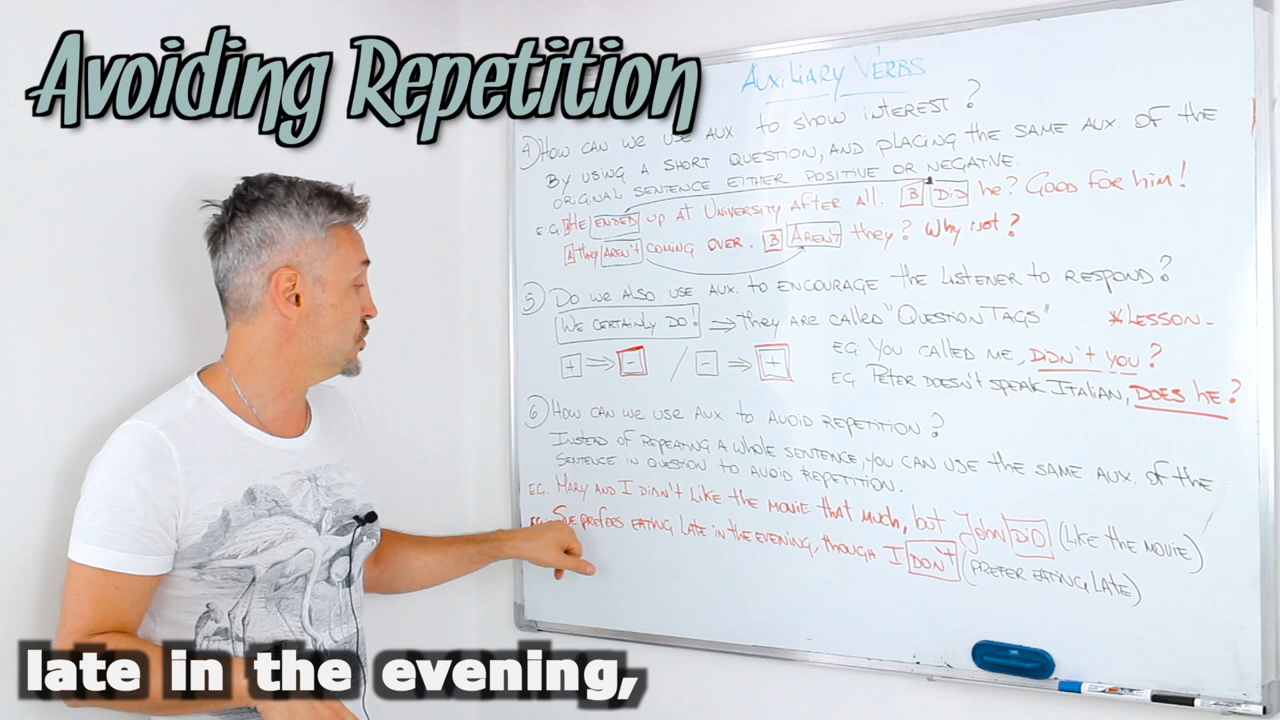 Avoiding Repetition
AUXILIARY VERBS
4) HOW CAN WE USE AUX. TO SHOW INTEREST?
BY USING A SHORT QUESTION, AND PLACING THE SAME AUX. OF THE
ORIGINAL SENTENCE EITHER POSITIVE OR NEGATIVE.
E.G. A HE ENDED UP AT UNIVERSITY AFTER ALL. B DID he? GOOD FOR him!
A They AREN'T COMING OVER. B AREN'T they? Why NOT?
5) DO WE ALSO USE AUX. TO ENCOURAGE THE LISTENER TO RESPOND?
WE CERTAINLY DO! ⇒ They ARE CALLED "QUESTION TAGS" *LESSON-
+ ⇒ - / - ⇒ + EG. YOU CALLED ME, DIDN'T YOU?
EG. PETER DOESN'T SPEAK ITALIAN, DOES HE?
6) HOW CAN WE USE AUX TO AVOID REPETITION?
INSTEAD OF REPEATING A WHOLE SENTENCE, YOU CAN USE THE SAME AUX. OF THE
SENTENCE IN QUESTION TO AVOID REPETITION.
E.G. MARY AND I DIDN'T LIKE THE MOVIE THAT MUCH, BUT JOHN DID (LIKE THE MOVIE)
EATING LATE IN THE EVENING, THOUGH I DON'T (PREFER EATING LATE)
late in the evening,